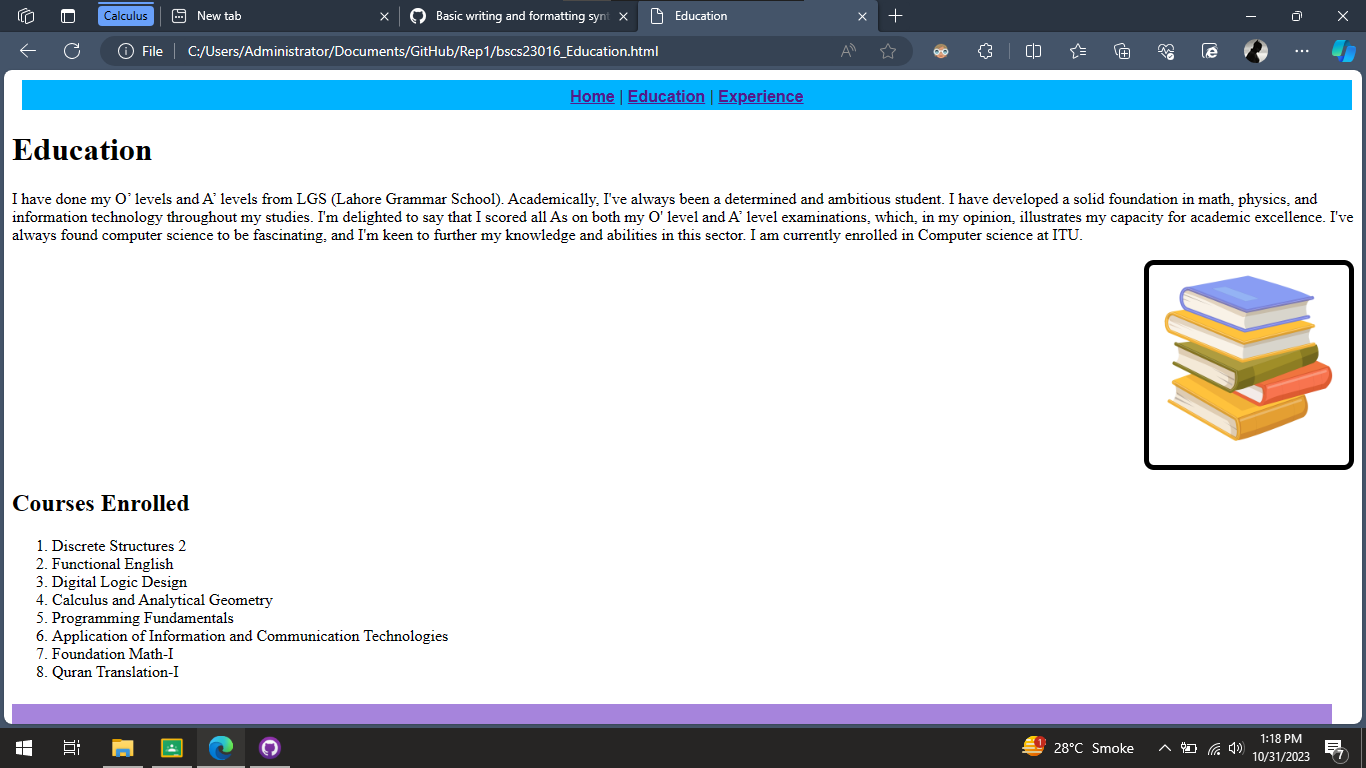 Calculus
New tab
Basic writing and formatting synt
Education
File
C:/Users/Administrator/Documents/GitHub/Rep1/bscs23016_Education.html
Home | Education | Experience
Education
I have done my O’ levels and A’ levels from LGS (Lahore Grammar School). Academically, I've always been a determined and ambitious student. I have developed a solid foundation in math, physics, and
information technology throughout my studies. I'm delighted to say that I scored all As on both my O' level and A’ level examinations, which, in my opinion, illustrates my capacity for academic excellence. I've
always found computer science to be fascinating, and I'm keen to further my knowledge and abilities in this sector. I am currently enrolled in Computer science at ITU.
Courses Enrolled
1. Discrete Structures 2
2. Functional English
3. Digital Logic Design
4. Calculus and Analytical Geometry
5. Programming Fundamentals
6. Application of Information and Communication Technologies
7. Foundation Math-I
8. Quran Translation-I
1
28°C Smoke
1:18 PM
10/31/2023
7